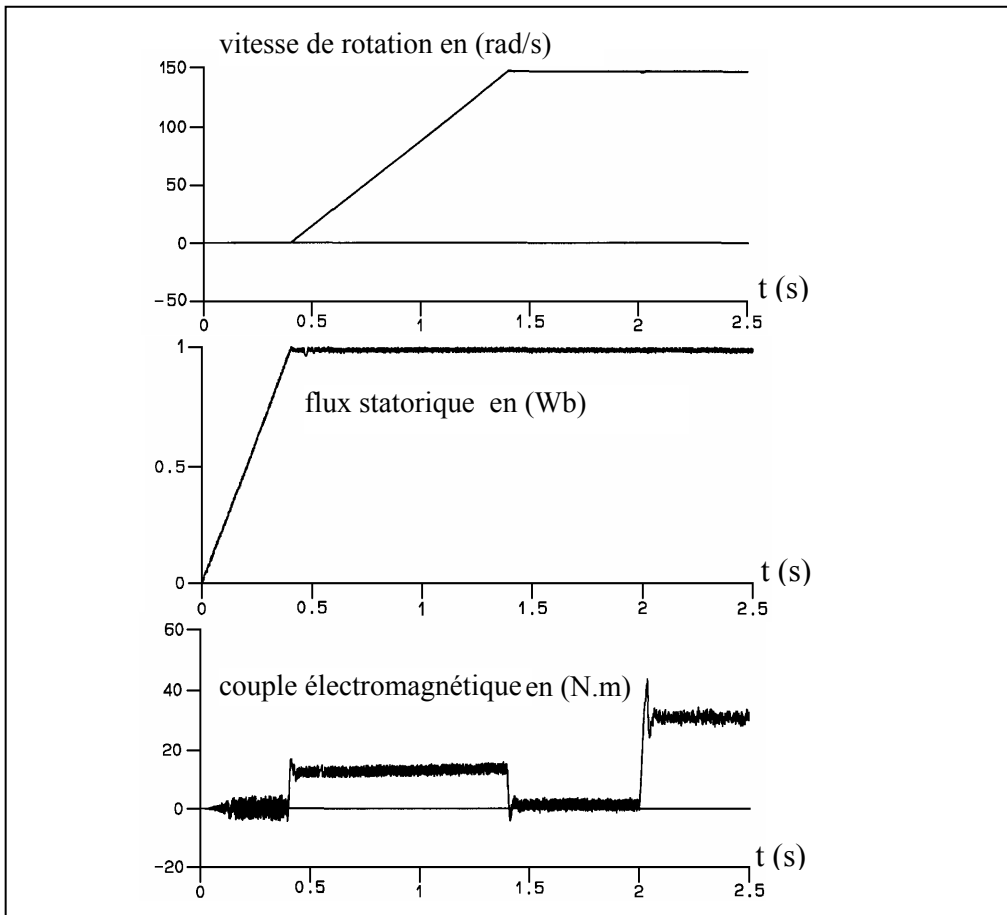 vitesse de rotation en (rad/s)
150
100
50
0
-50
t (s)
0 0.5 1 1.5 2 2.5
1
flux statorique en (Wb)
0.5
t (s)
0
0 0.5 1 1.5 2 2.5
60
couple électromagnétique en (N.m)
40
20
0
t (s)
-20
0 0.5 1 1.5 2 2.5